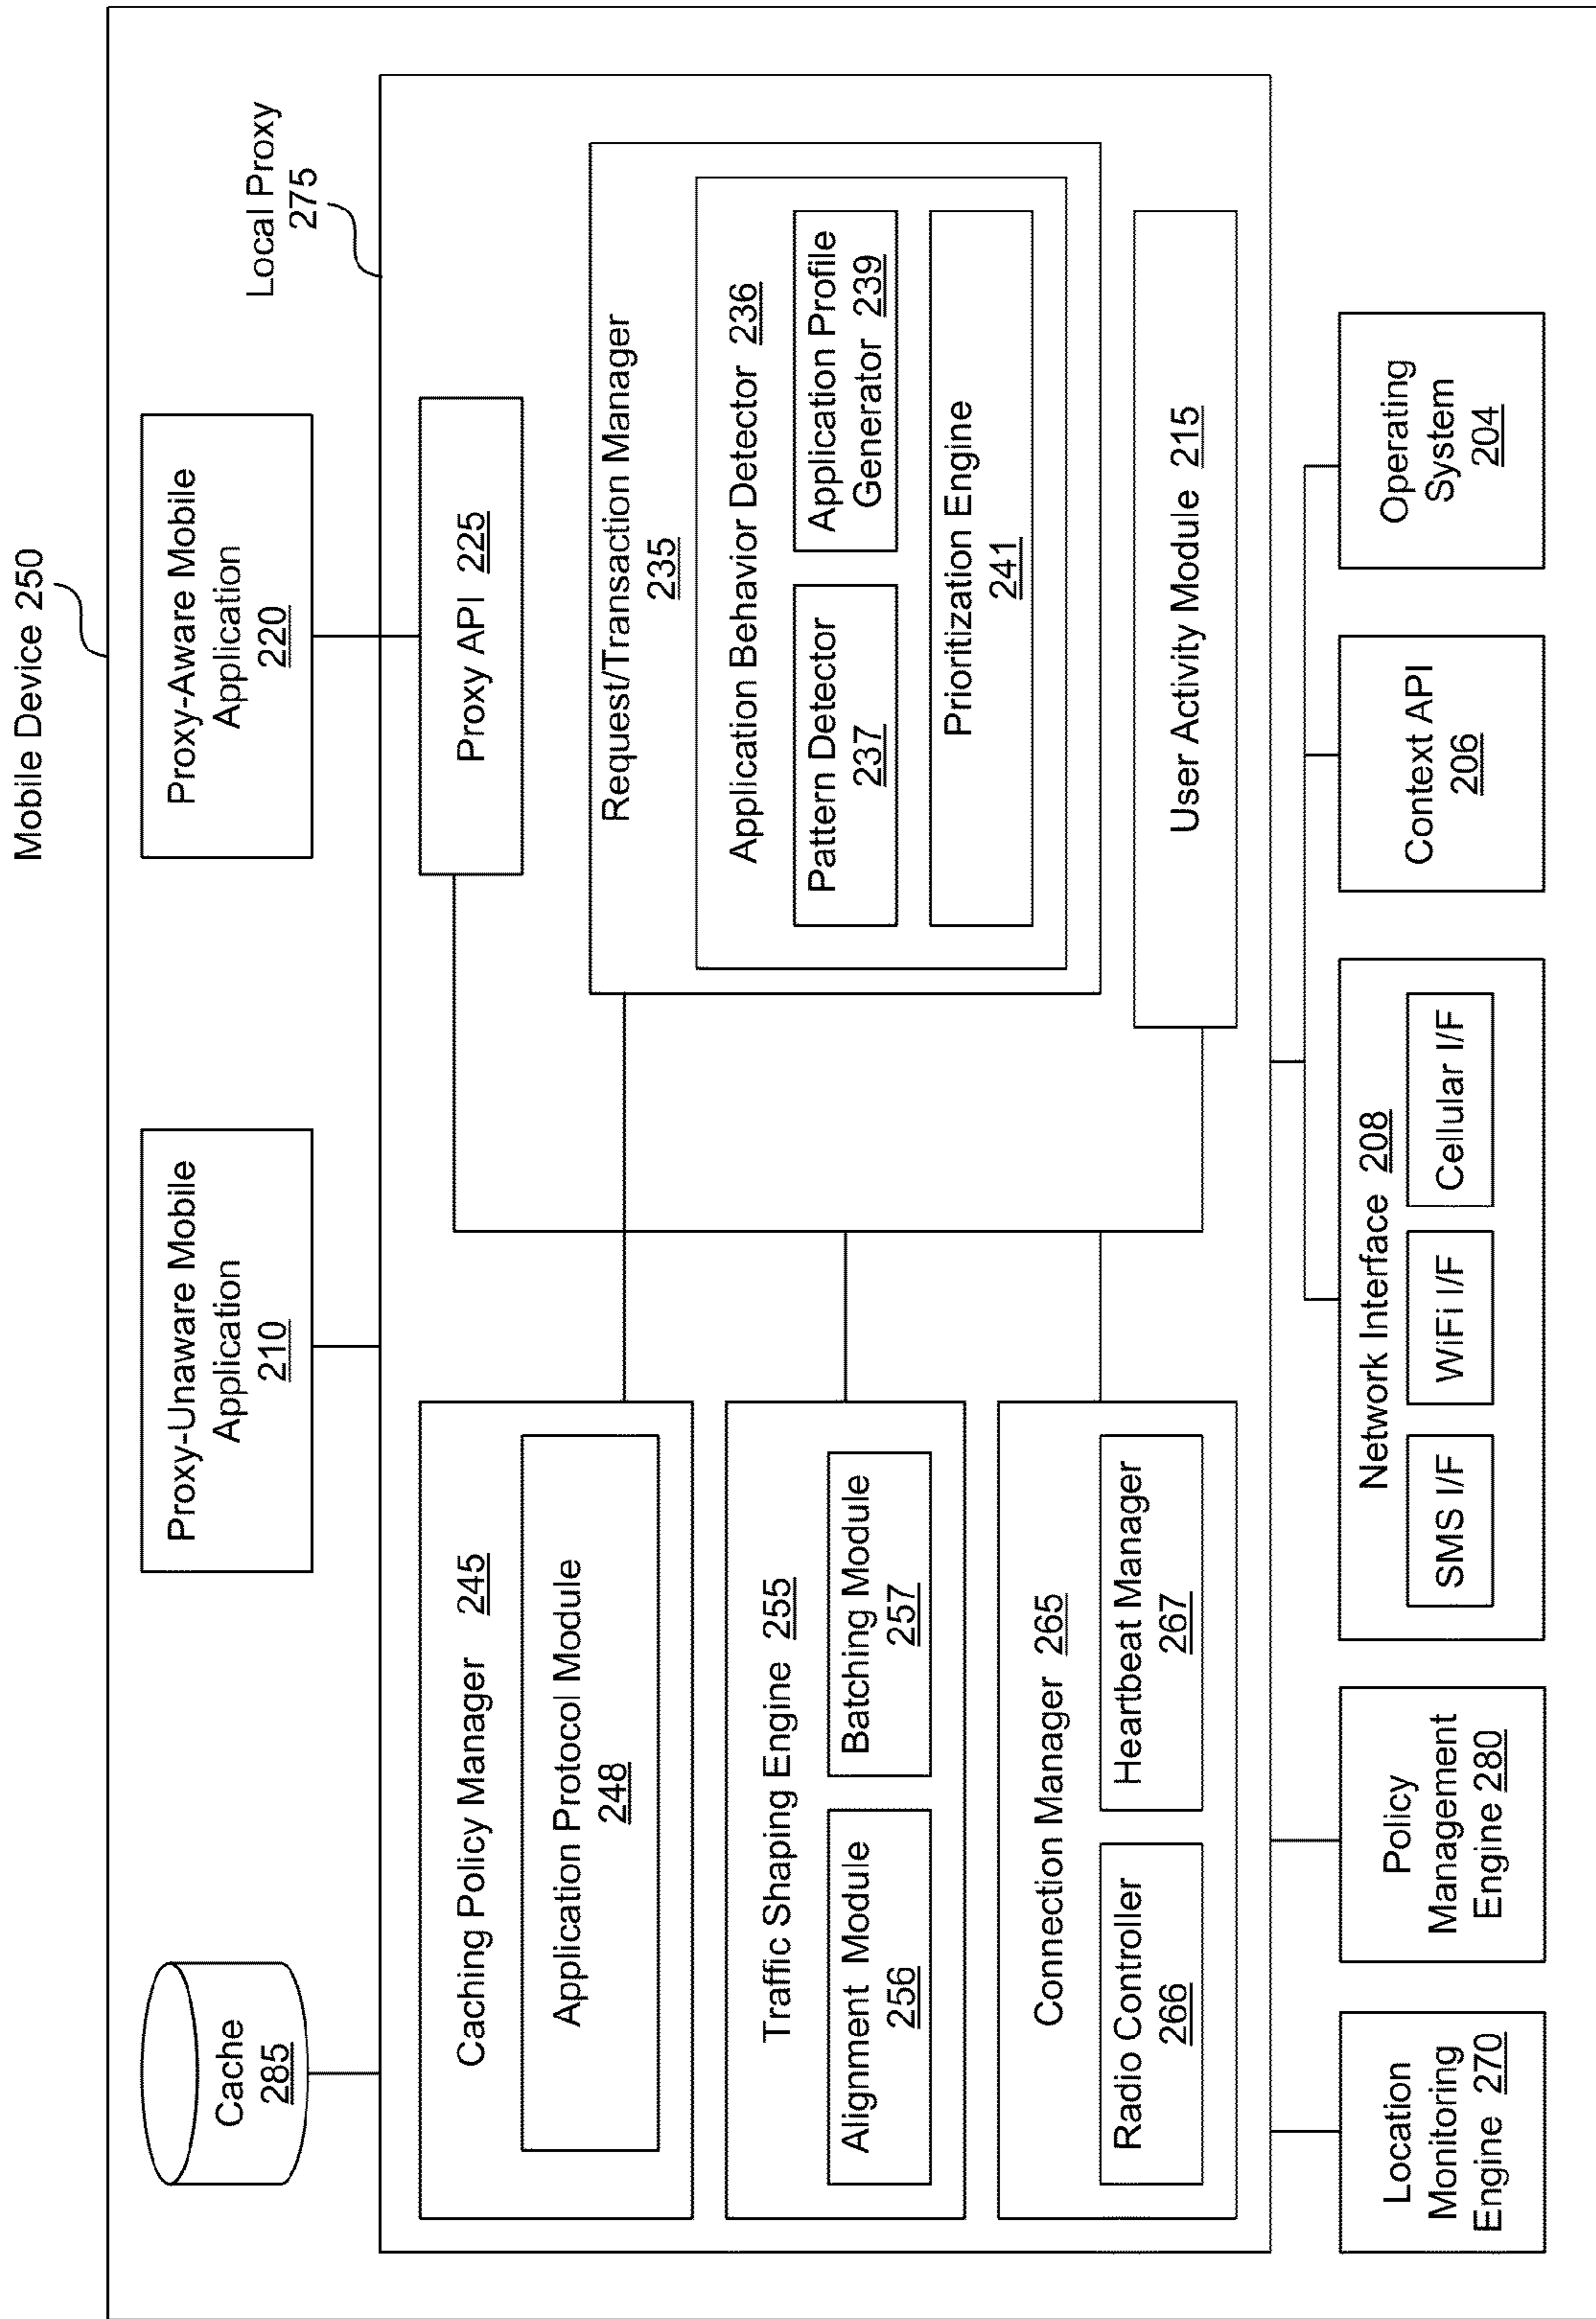 Mobile Device 250
Cache
285
Proxy-Unaware Mobile
Application
210
Proxy-Aware Mobile
Application
220
Local Proxy
275
Caching Policy Manager 245
Application Protocol Module
248
Traffic Shaping Engine 255
Alignment Module
256
Batching Module
257
Connection Manager 265
Radio Controller
266
Heartbeat Manager
267
Proxy API 225
Request/Transaction Manager
235
Application Behavior Detector 236
Pattern Detector
237
Application Profile
Generator 239
Prioritization Engine
241
User Activity Module 215
Location
Monitoring
Engine 270
Policy
Management
Engine 280
Network Interface 208
SMS I/F
WiFi I/F
Cellular I/F
Context API
206
Operating
System
204